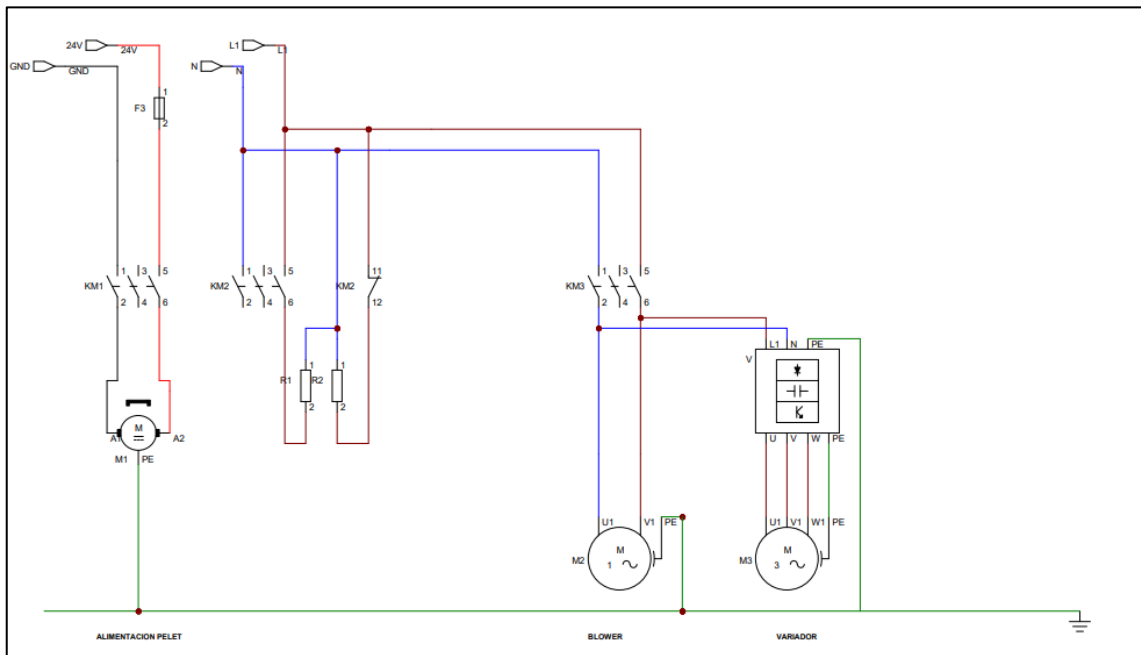 24V 24V L1 L1
GND GND N N
F3 1
2
KM1 1 3 5 KM2 1 3 5 KM2 11 KM3 1 3 5
2 4 6 2 4 6 12 2 4 6
L1 N PE
V
R1 1 R2 1
2 2
U V W PE
A1 M A2
M1 PE
U1 V1 PE U1 V1 W1 PE
M2 M 1 M3 M 3
ALIMENTACION PELET BLOWER VARIADOR